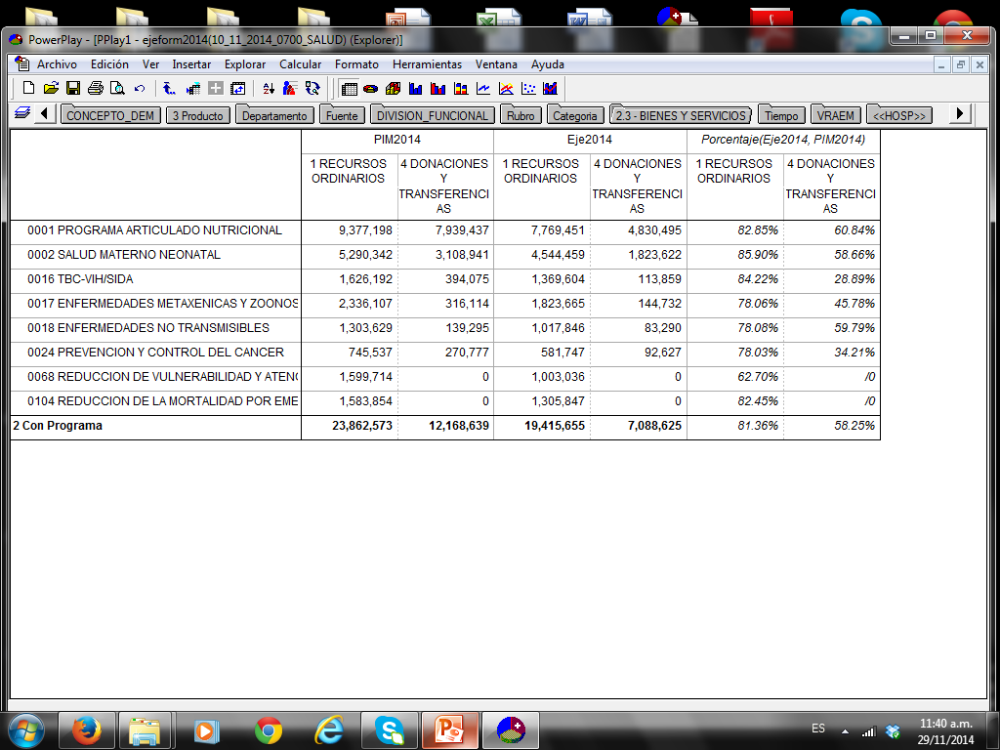 PowerPlay - [PPlay1 - ejeform2014(10_11_2014_0700_SALUD) (Explorer)]
Archivo Edición Ver Insertar Explorar Calcular Formato Herramientas Ventana Ayuda
CONCEPTO_DEM 3 Producto Departamento Fuente DIVISION_FUNCIONAL Rubro Categoria 2.3 - BIENES Y SERVICIOS Tiempo VRAEM <<HOSP>>
PIM2014 Eje2014 Porcentaje(Eje2014, PIM2014)
1 RECURSOS 4 DONACIONES 1 RECURSOS 4 DONACIONES 1 RECURSOS 4 DONACIONES
ORDINARIOS Y ORDINARIOS Y ORDINARIOS Y
TRANSFERENCI TRANSFERENCI TRANSFERENCI
AS AS AS
0001 PROGRAMA ARTICULADO NUTRICIONAL 9,377,198 7,939,437 7,769,451 4,830,495 82.85% 60.84%
0002 SALUD MATERNO NEONATAL 5,290,342 3,108,941 4,544,459 1,823,622 85.90% 58.66%
0016 TBC-VIH/SIDA 1,626,192 394,075 1,369,604 113,859 84.22% 28.89%
0017 ENFERMEDADES METAXENICAS Y ZOONOS 2,336,107 316,114 1,823,665 144,732 78.06% 45.78%
0018 ENFERMEDADES NO TRANSMISIBLES 1,303,629 139,295 1,017,846 83,290 78.08% 59.79%
0024 PREVENCION Y CONTROL DEL CANCER 745,537 270,777 581,747 92,627 78.03% 34.21%
0068 REDUCCION DE VULNERABILIDAD Y ATEN 1,599,714 0 1,003,036 0 62.70% /0
0104 REDUCCION DE LA MORTALIDAD POR EME 1,583,854 0 1,305,847 0 82.45% /0
2 Con Programa 23,862,573 12,168,639 19,415,655 7,088,625 81.36% 58.25%
ES
11:40 a.m.
29/11/2014